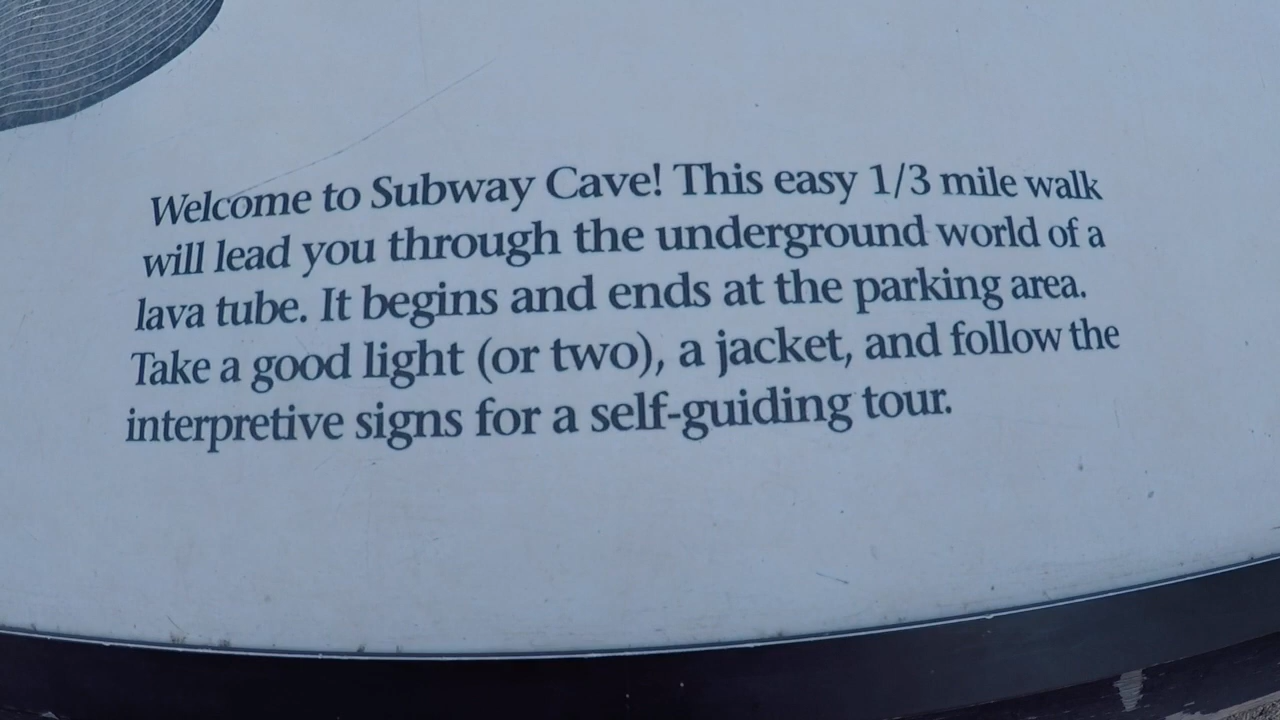 Welcome to Subway Cave! This easy 1/3 mile walk
will lead you through the underground world of a
lava tube. It begins and ends at the parking area.
Take a good light (or two), a jacket, and follow the
interpretive signs for a self-guiding tour.